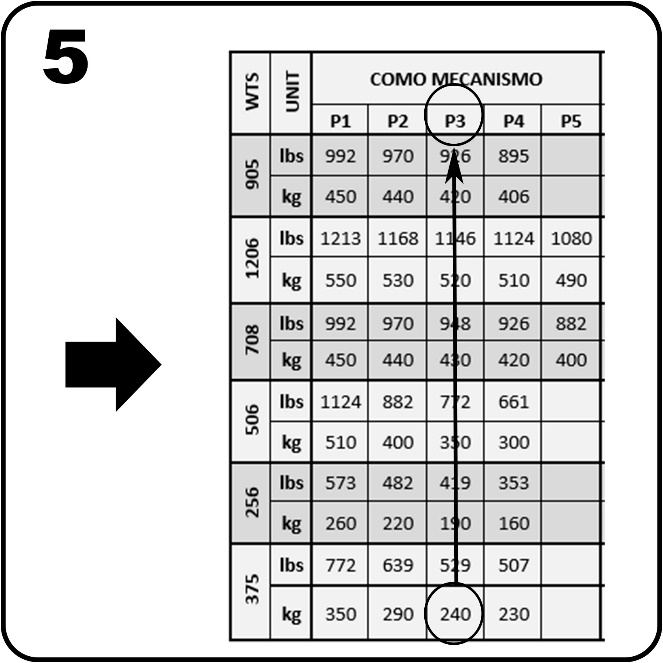 5
WTS UNIT COMO MECANISMO
P1 P2 P3 P4 P5
905 lbs 992 970 926 895
kg 450 440 420 406
1206 lbs 1213 1168 1146 1124 1080
kg 550 530 520 510 490
708 lbs 992 970 948 926 882
kg 450 440 430 420 400
506 lbs 1124 882 772 661
kg 510 400 350 300
256 lbs 573 482 419 353
kg 260 220 190 160
375 lbs 772 639 529 507
kg 350 290 240 230